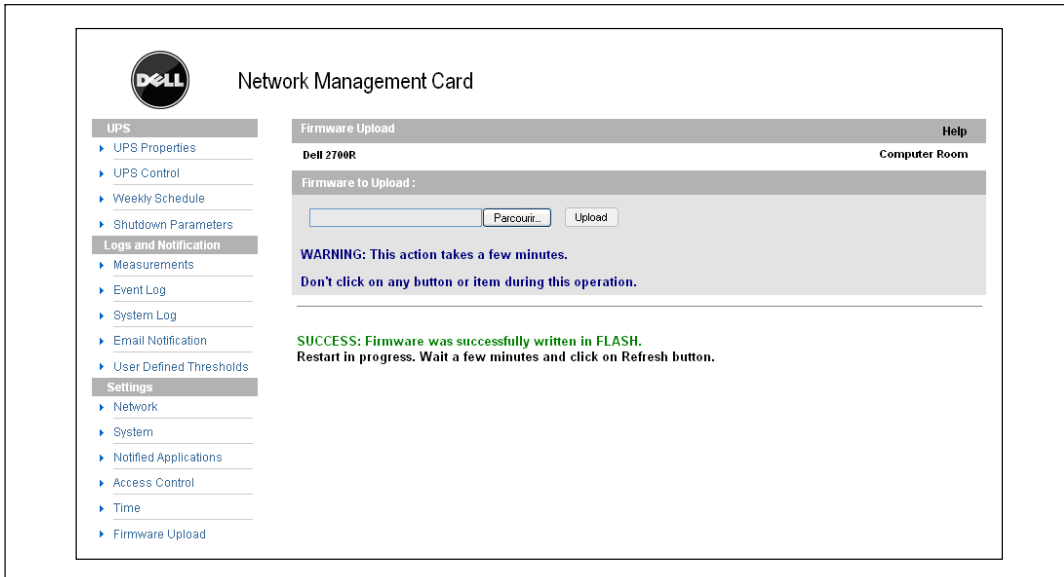 DELL
Network Management Card
UPS
UPS Properties
UPS Control
Weekly Schedule
Shutdown Parameters
Logs and Notification
Measurements
Event Log
System Log
Email Notification
User Defined Thresholds
Settings
Network
System
Notified Applications
Access Control
Time
Firmware Upload
Firmware Upload Help
Dell 2700R Computer Room
Firmware to Upload :
Parcourir... Upload
WARNING: This action takes a few minutes.
Don't click on any button or item during this operation.
SUCCESS: Firmware was successfully written in FLASH.
Restart in progress. Wait a few minutes and click on Refresh button.